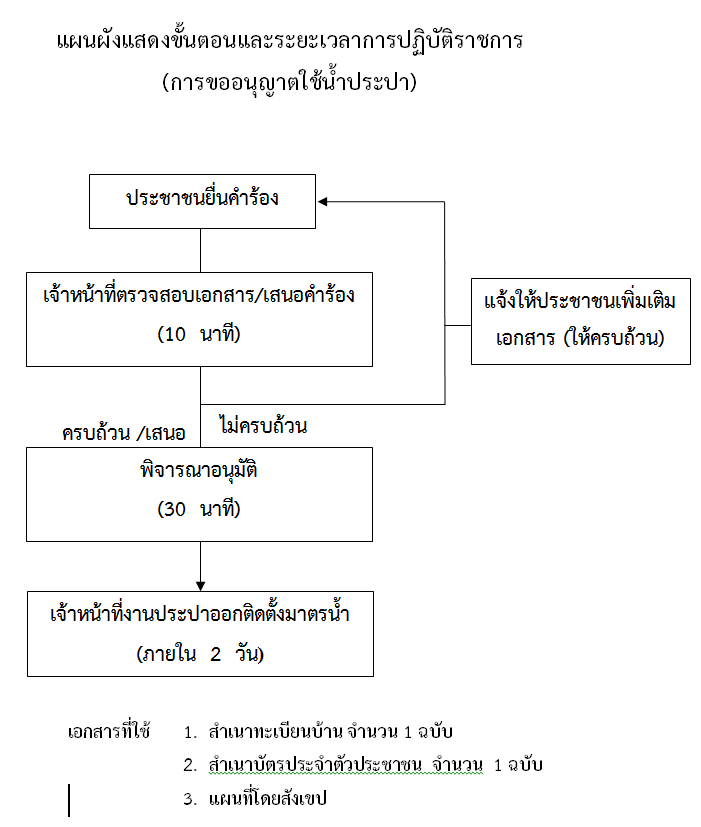 แผนผังแสดงขั้นตอนและระยะเวลาการปฏิบัติราชการ
(การขออนุญาตใช้น้ำประปา)
ประชาชนยื่นคำร้อง
เจ้าหน้าที่ตรวจสอบเอกสาร/เสนอคำร้อง
(10 นาที)
แจ้งให้ประชาชนเพิ่มเติม
เอกสาร (ให้ครบถ้วน)
ครบถ้วน /เสนอ
ไม่ครบถ้วน
พิจารณาอนุมัติ
(30 นาที)
เจ้าหน้าที่งานประปาออกติดตั้งมาตรน้ำ
(ภายใน 2 วัน)
เอกสารที่ใช้ 1. สำเนาทะเบียนบ้าน จำนวน 1 ฉบับ
2. สำเนาบัตรประจำตัวประชาชน จำนวน 1 ฉบับ
3. แผนที่โดยสังเขป